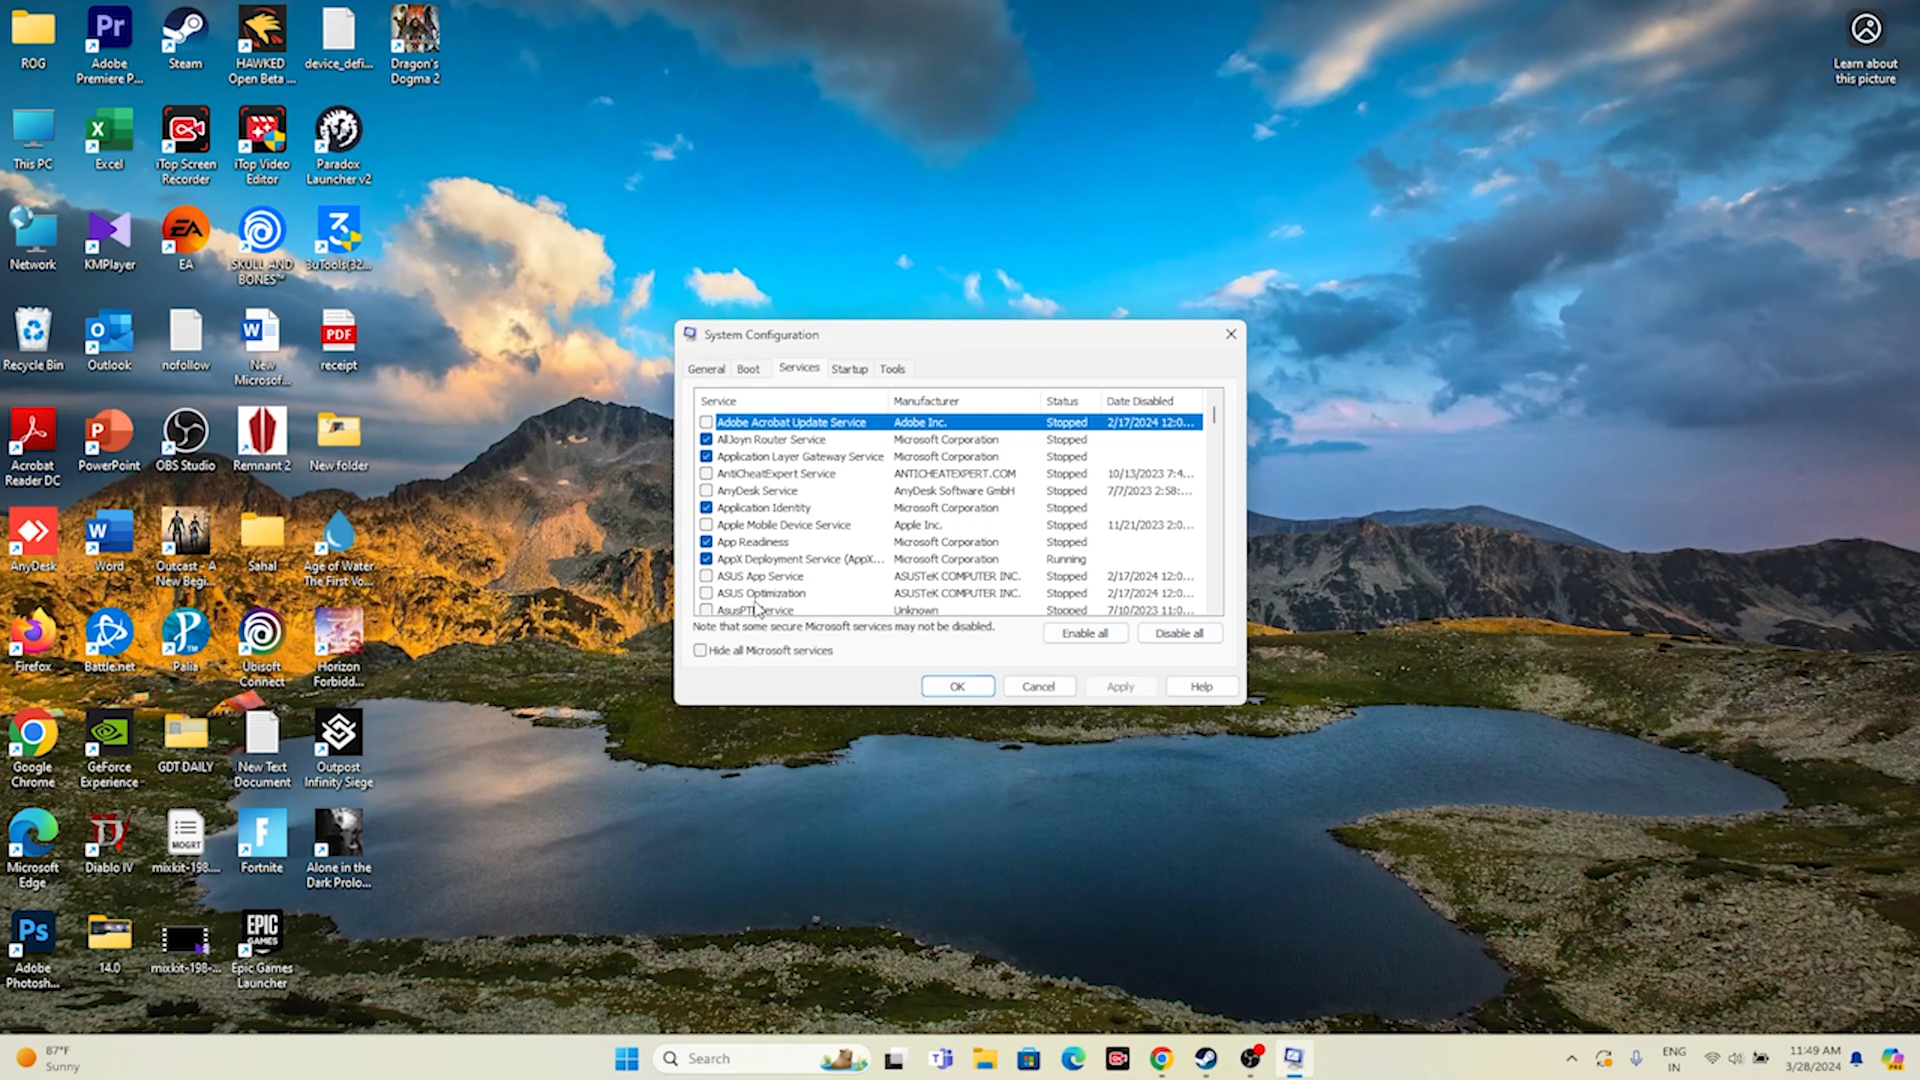 ROG
Adobe
Premiere P...
Steam
HAWKED
Open Beta ...
device_defi...
Dragon's
Dogma 2
Learn about
this picture
This PC
Excel
iTop Screen
Recorder
iTop Video
Editor
Paradox
Launcher v2
Network
KMPlayer
EA
SKULL AND
BONES™
3uTools(32...
Recycle Bin
Outlook
nofollow
New
Microsof...
receipt
Acrobat
Reader DC
PowerPoint
OBS Studio
Remnant 2
New folder
AnyDesk
Word
Outcast - A
New Begi...
Sahal
Age of Water
The First Vo...
Firefox
Battle.net
Palia
Ubisoft
Connect
Horizon
Forbidd...
Google
Chrome
GeForce
Experience
GDT DAILY
New Text
Document
Outpost
Infinity Siege
Microsoft
Edge
Diablo IV
mixkit-198....
Fortnite
Alone in the
Dark Prolo...
Adobe
Photosh...
14.0
mixkit-198-...
Epic Games
Launcher
Pr
X
EA
3
O
W
PDF
P
W
MOGRT
F
IV
Ps
EPIC
GAMES
System Configuration
General Boot Services Startup Tools
Service Manufacturer Status Date Disabled
Adobe Acrobat Update Service Adobe Inc. Stopped 2/17/2024 12:0...
AllJoyn Router Service Microsoft Corporation Stopped
Application Layer Gateway Service Microsoft Corporation Stopped
AntiCheatExpert Service ANTICHEATEXPERT.COM Stopped 10/13/2023 7:4...
AnyDesk Service AnyDesk Software GmbH Stopped 7/7/2023 2:58:...
Application Identity Microsoft Corporation Stopped
Apple Mobile Device Service Apple Inc. Stopped 11/21/2023 2:0...
App Readiness Microsoft Corporation Stopped
AppX Deployment Service (AppX... Microsoft Corporation Running
ASUS App Service ASUSTeK COMPUTER INC. Stopped 2/17/2024 12:0...
ASUS Optimization ASUSTeK COMPUTER INC. Stopped 2/17/2024 12:0...
Unknown Stopped 7/10/2023 11:0...
Note that some secure Microsoft services may not be disabled.
Enable all Disable all
Hide all Microsoft services
OK Cancel Apply Help
87°F
Sunny
Search
ENG
IN
11:49 AM
3/28/2024